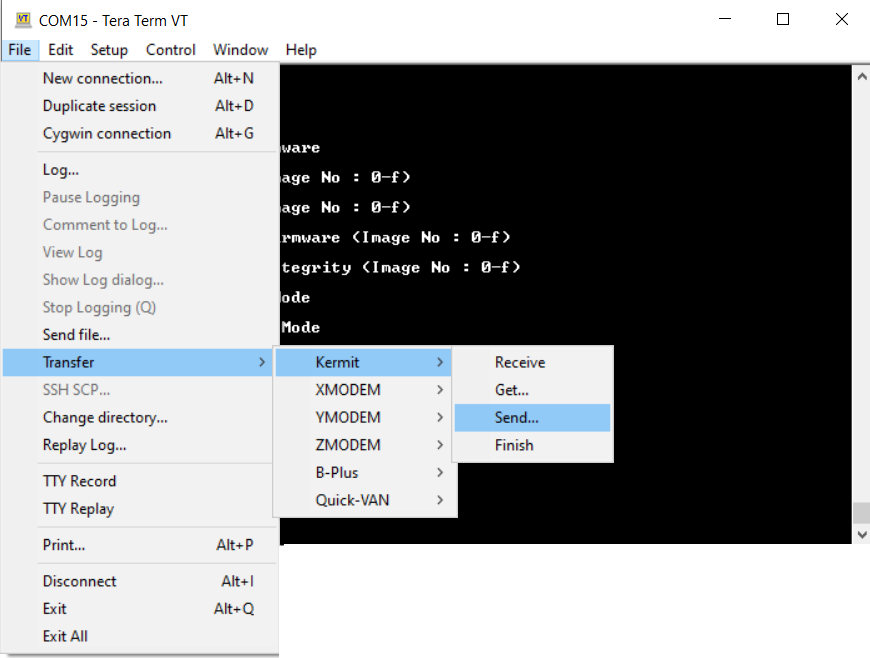 COM15 - Tera Term VT
File Edit Setup Control Window Help
New connection... Alt+N
Duplicate session Alt+D
Cygwin connection Alt+G
Log...
Pause Logging
Comment to Log...
View Log
Show Log dialog...
Stop Logging (Q)
Send file...
Transfer
SSH SCP...
Change directory...
Replay Log...
TTY Record
TTY Replay
Print... Alt+P
Disconnect Alt+I
Exit Alt+Q
Exit All
ware
age No : 0-f)
age No : 0-f)
rmware (Image No : 0-f)
tegrity (Image No : 0-f)
ode
Mode
Kermit
XMODEM
YMODEM
ZMODEM
B-Plus
Quick-VAN
Receive
Get...
Send...
Finish